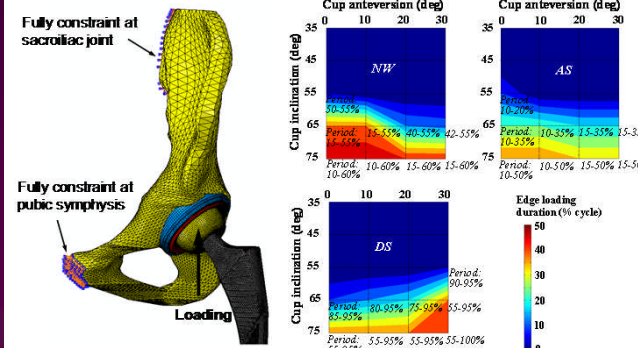 Fully constraint at
sacroiliac joint
Fully constraint at
pubic symphysis
Loading
Cup anteversion (deg)
0 10 20 30
Cup inclination (deg)
35
45
55
65
75
NW
Period:
50-55%
Period:
15-55%
15-55% 40-55% 42-55%
Period:
10-60%
10-60% 15-60% 15-60%
Cup anteversion (deg)
0 10 20 30
35
45
55
65
75
AS
Period:
10-20%
Period:
10-35%
10-35% 15-35%
Period:
10-50%
10-50% 15-50%
0 10 20 30
Cup inclination (deg)
35
45
55
65
75
DS
Period:
90-95%
Period:
85-95%
80-95% 75-95% 55-95%
Period:
55-95% 55-95% 55-100%
Edge loading
duration (% cycle)
50
40
30
20
10
0